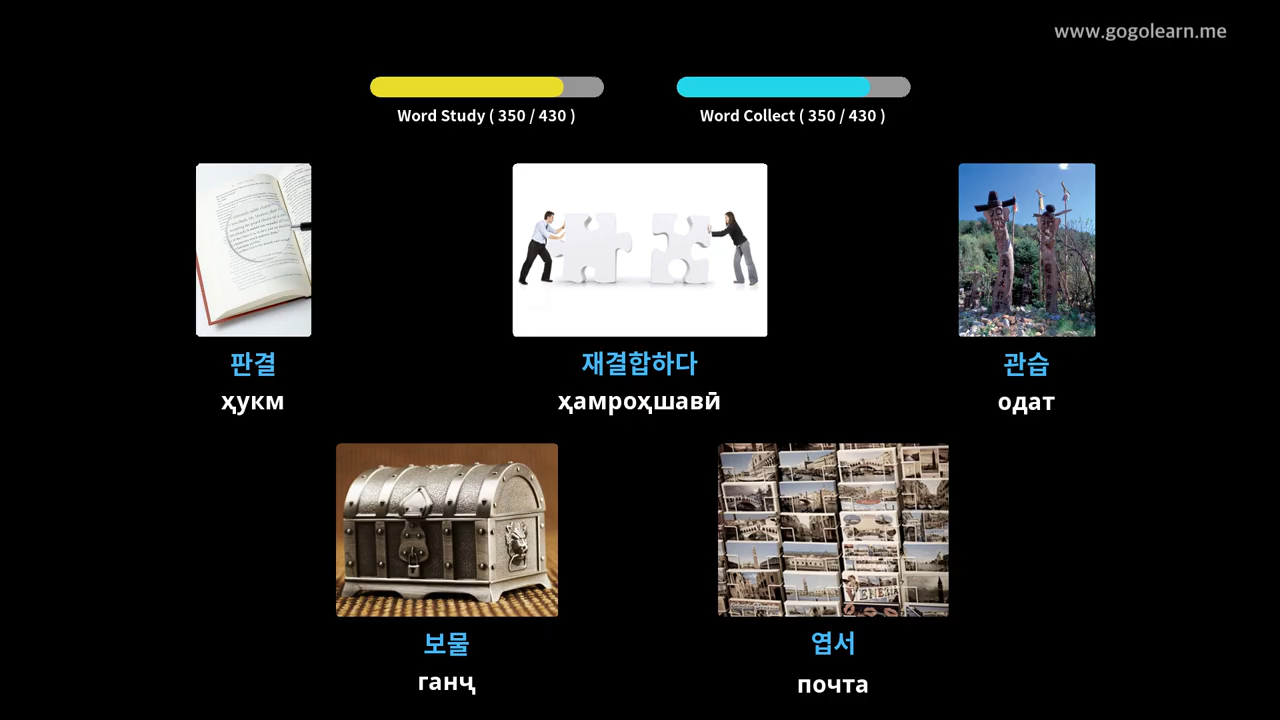 www.gogolearn.me
Word Study ( 350 / 430 )
Word Collect ( 350 / 430 )
판결
ҳукм
재결합하다
ҳамроҳшавӣ
관습
одат
보물
ганҷ
엽서
почта